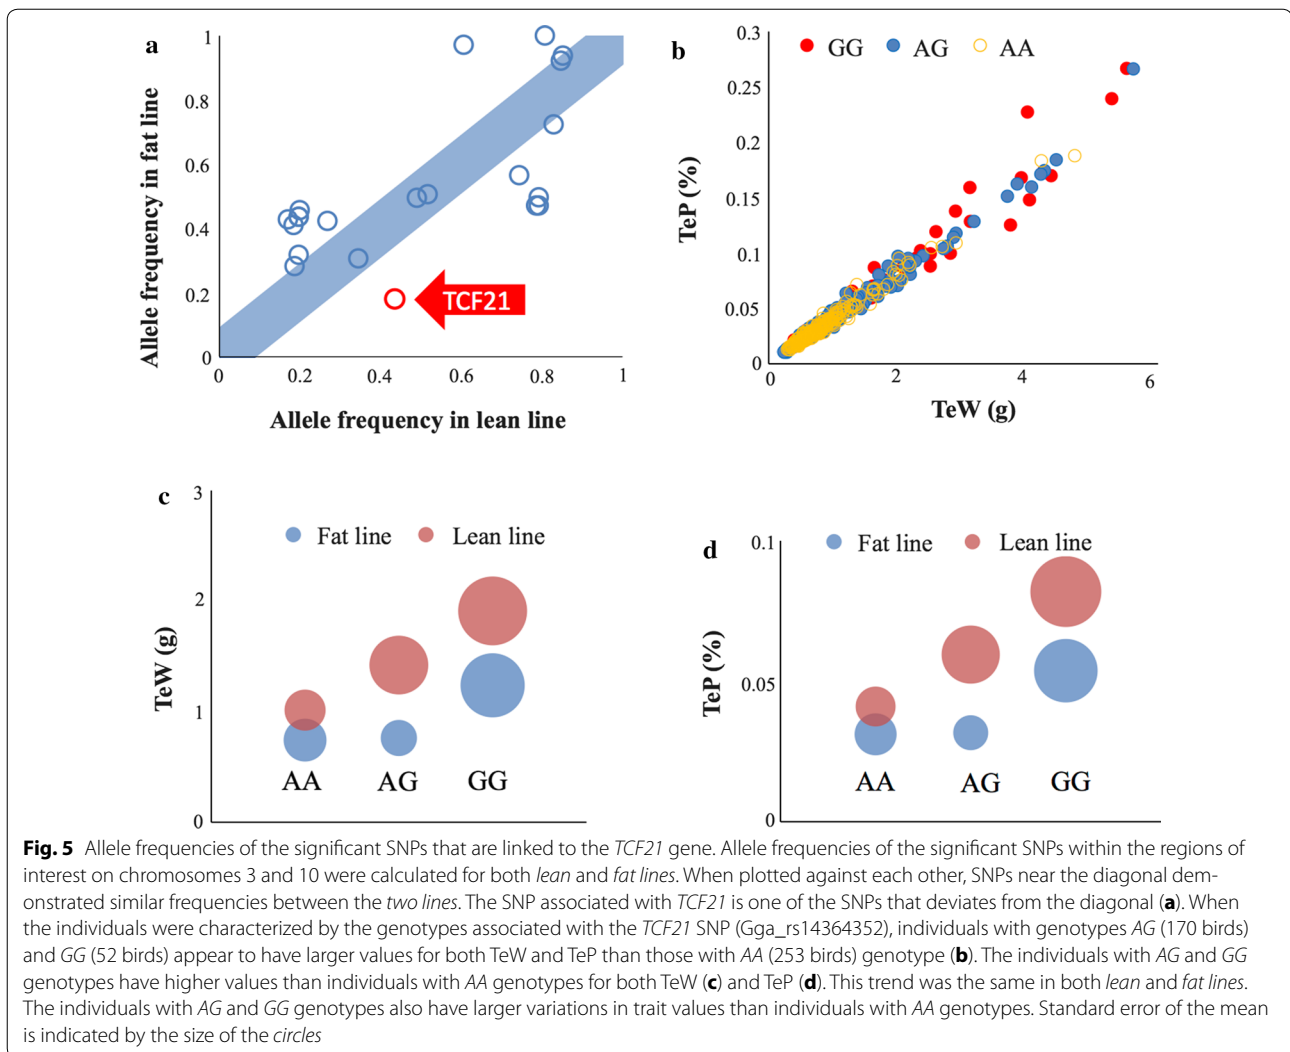 a
1
0.8
0.6
0.4
0.2
0
Allele frequency in fat line
TCF21
0 0.2 0.4 0.6 0.8 1
Allele frequency in lean line
b
GG AG AA
0.3
0.25
0.2
0.15
0.1
0.05
0
TeP (%)
0 2 4 6
TeW (g)
c
3
2
1
0
TeW (g)
Fat line Lean line
AA AG GG
d
0.1
0.05
0
TeP (%)
Fat line Lean line
AA AG GG
Fig. 5 Allele frequencies of the significant SNPs that are linked to the TCF21 gene. Allele frequencies of the significant SNPs within the regions of
interest on chromosomes 3 and 10 were calculated for both lean and fat lines. When plotted against each other, SNPs near the diagonal dem-
onstrated similar frequencies between the two lines. The SNP associated with TCF21 is one of the SNPs that deviates from the diagonal (a). When
the individuals were characterized by the genotypes associated with the TCF21 SNP (Gga_rs14364352), individuals with genotypes AG (170 birds)
and GG (52 birds) appear to have larger values for both TeW and TeP than those with AA (253 birds) genotype (b). The individuals with AG and GG
genotypes have higher values than individuals with AA genotypes for both TeW (c) and TeP (d). This trend was the same in both lean and fat lines.
The individuals with AG and GG genotypes also have larger variations in trait values than individuals with AA genotypes. Standard error of the mean
is indicated by the size of the circles